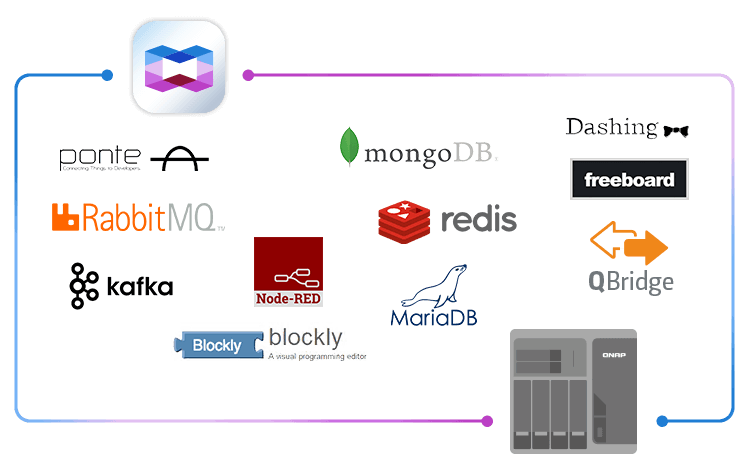 Dashing
ponte
Connecting Things to Developers.
mongoDB
freeboard
RabbitMQ
redis
QBridge
kafka
Node-RED
MariaDB
Blockly
blockly
A visual programming editor
QNAP